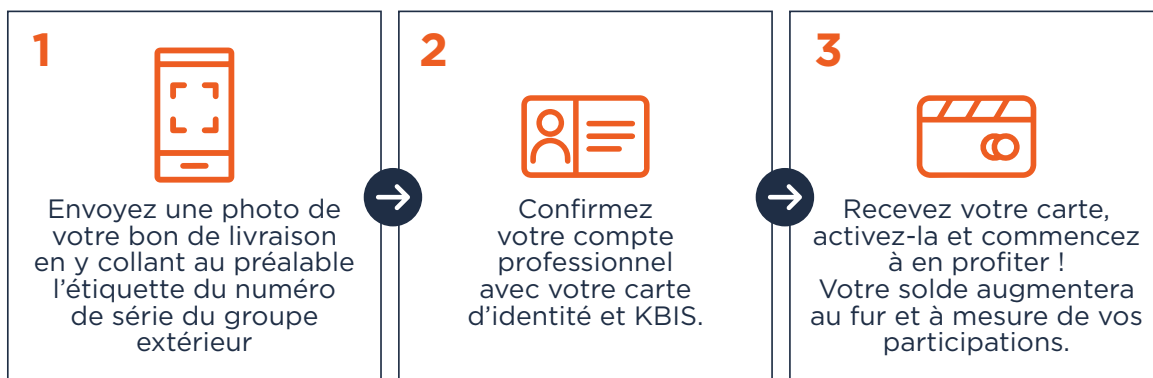 1
Envoyez une photo de
votre bon de livraison
en y collant au préalable
l’étiquette du numéro
de série du groupe
extérieur
2
Confirmez
votre compte
professionnel
avec votre carte
d’identité et KBIS.
3
Recevez votre carte,
activez-la et commencez
à en profiter !
Votre solde augmentera
au fur et à mesure de vos
participations.